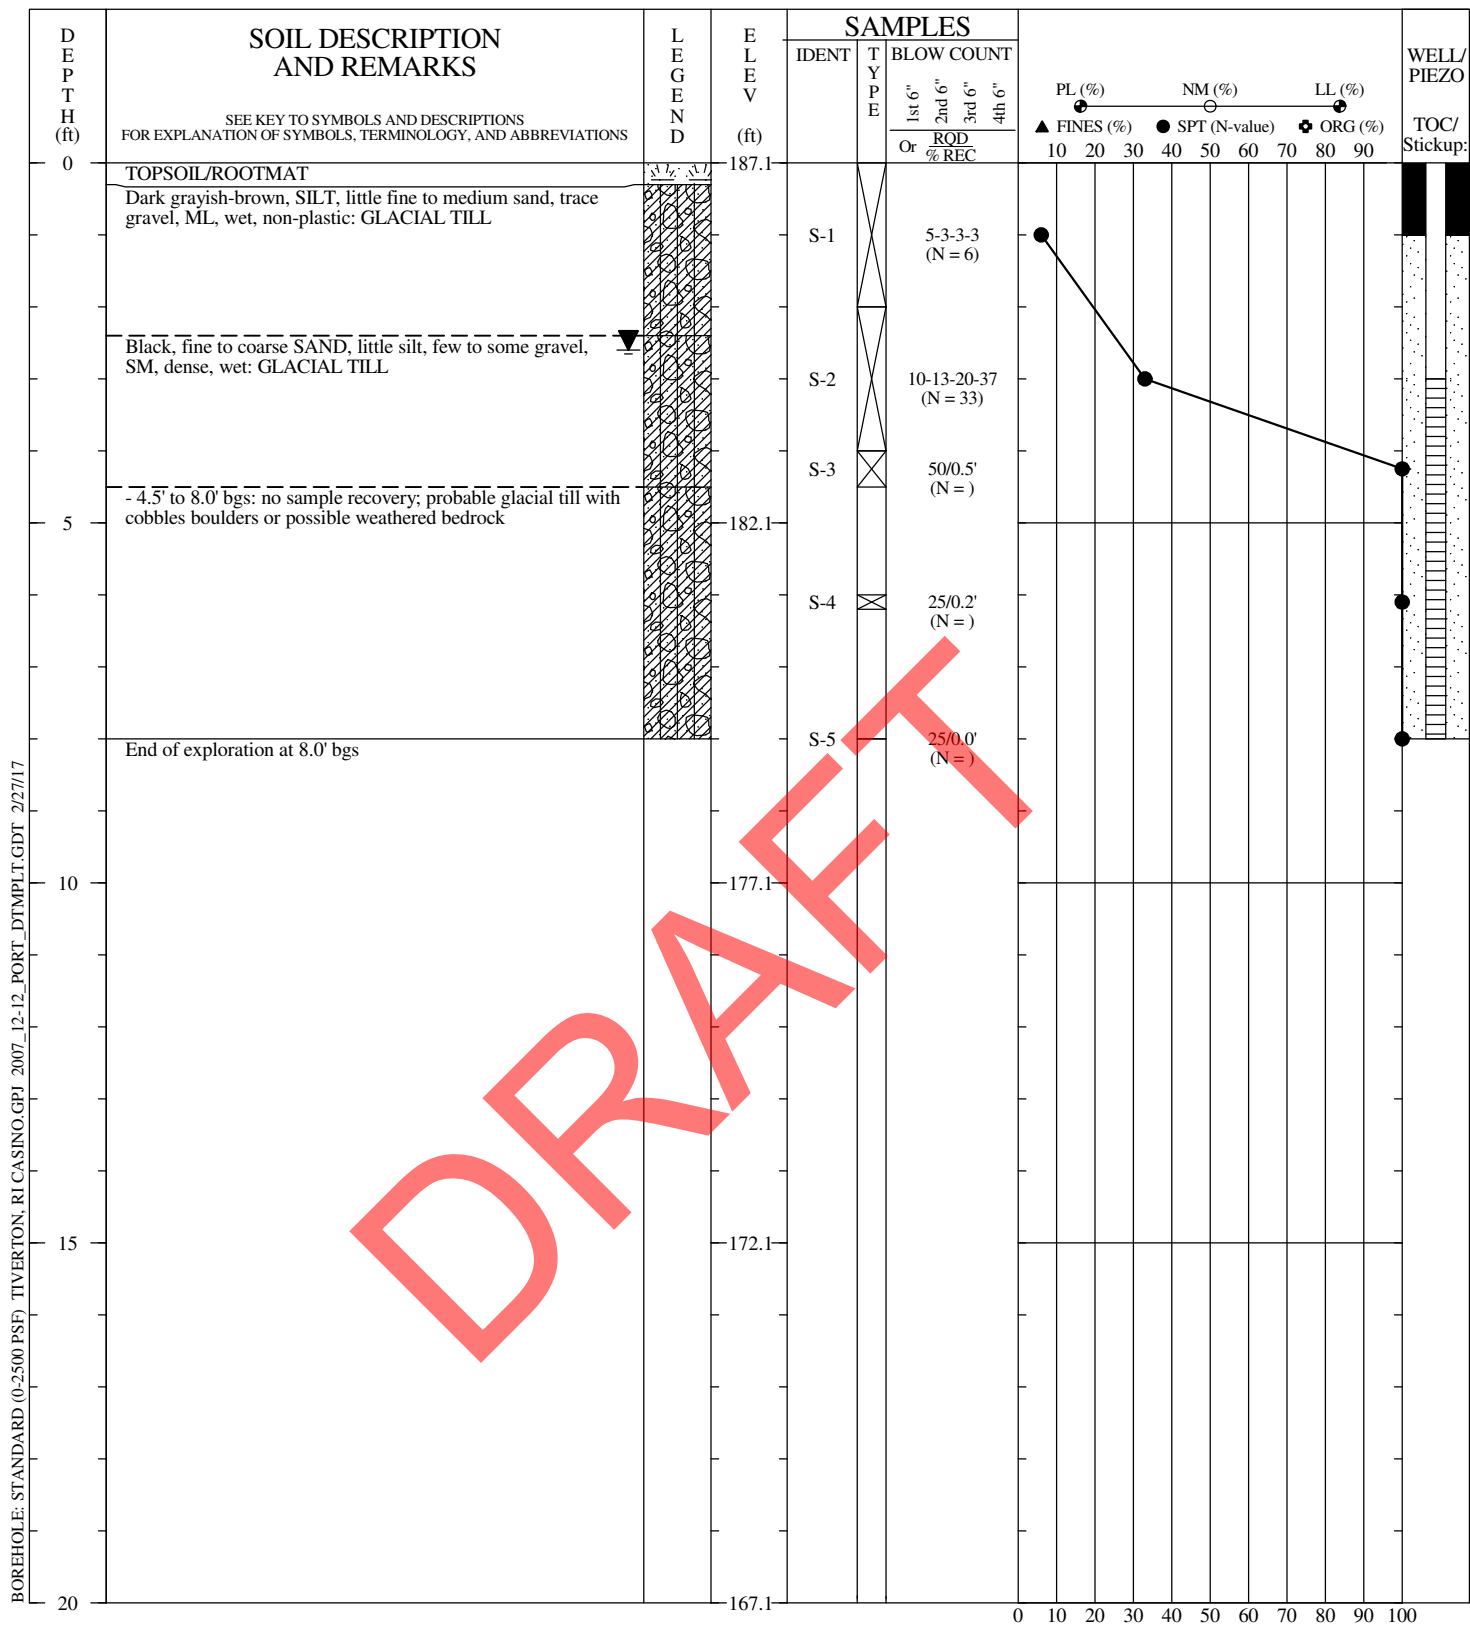 DEPTH
(ft)
SOIL DESCRIPTION
AND REMARKS
SEE KEY TO SYMBOLS AND DESCRIPTIONS
FOR EXPLANATION OF SYMBOLS, TERMINOLOGY, AND ABBREVIATIONS
LEGEND
ELEV
(ft)
SAMPLES
IDENT
TYPE
BLOW COUNT
1st 6"
2nd 6"
3rd 6"
4th 6"
Or RQD
% REC
PL (%) NM (%) LL (%)
FINES (%) SPT (N-value) ORG (%)
10 20 30 40 50 60 70 80 90
WELL/
PIEZO
TOC/
Stickup:
0
187.1
TOPSOIL/ROOTMAT
Dark grayish-brown, SILT, little fine to medium sand, trace
gravel, ML, wet, non-plastic: GLACIAL TILL
S-1
5-3-3-3
(N = 6)
Black, fine to coarse SAND, little silt, few to some gravel,
SM, dense, wet: GLACIAL TILL
S-2
10-13-20-37
(N = 33)
S-3
50/0.5'
(N = )
- 4.5' to 8.0' bgs: no sample recovery; probable glacial till with
cobbles boulders or possible weathered bedrock
5
182.1
S-4
25/0.2'
(N = )
S-5
25/0.0'
(N = )
End of exploration at 8.0' bgs
10
177.1
15
172.1
20
167.1
0 10 20 30 40 50 60 70 80 90 100
DRAFT
BOREHOLE: STANDARD (0-2500 PSF) TIVERTON, RI CASINO.GPJ 2007_12-12_PORT_DTMPLT.GDT 2/27/17